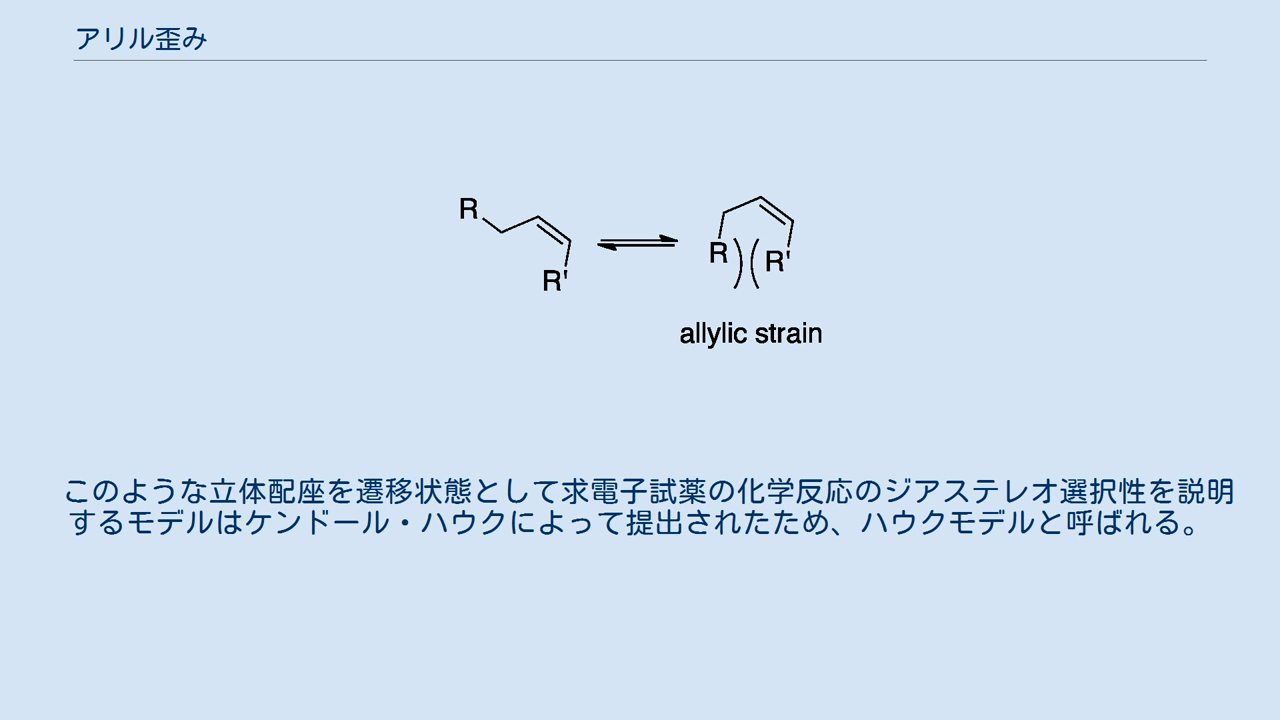 アリル歪み
R
R'
R
R'
allylic strain
このような立体配座を遷移状態として求電子試薬の化学反応のジアステレオ選択性を説明
するモデルはケンドール・ハウクによって提出されたため、ハウクモデルと呼ばれる。